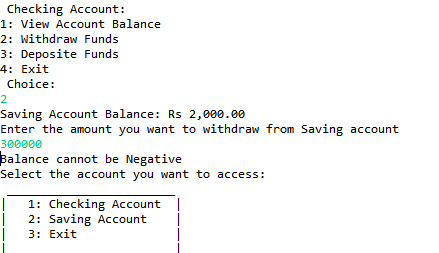 Checking Account:
1: View Account Balance
2: Withdraw Funds
3: Deposite Funds
4: Exit
Choice:
2
Saving Account Balance: Rs 2,000.00
Enter the amount you want to withdraw from Saving account
300000
Balance cannot be Negative
Select the account you want to access:
1: Checking Account
2: Saving Account
3: Exit